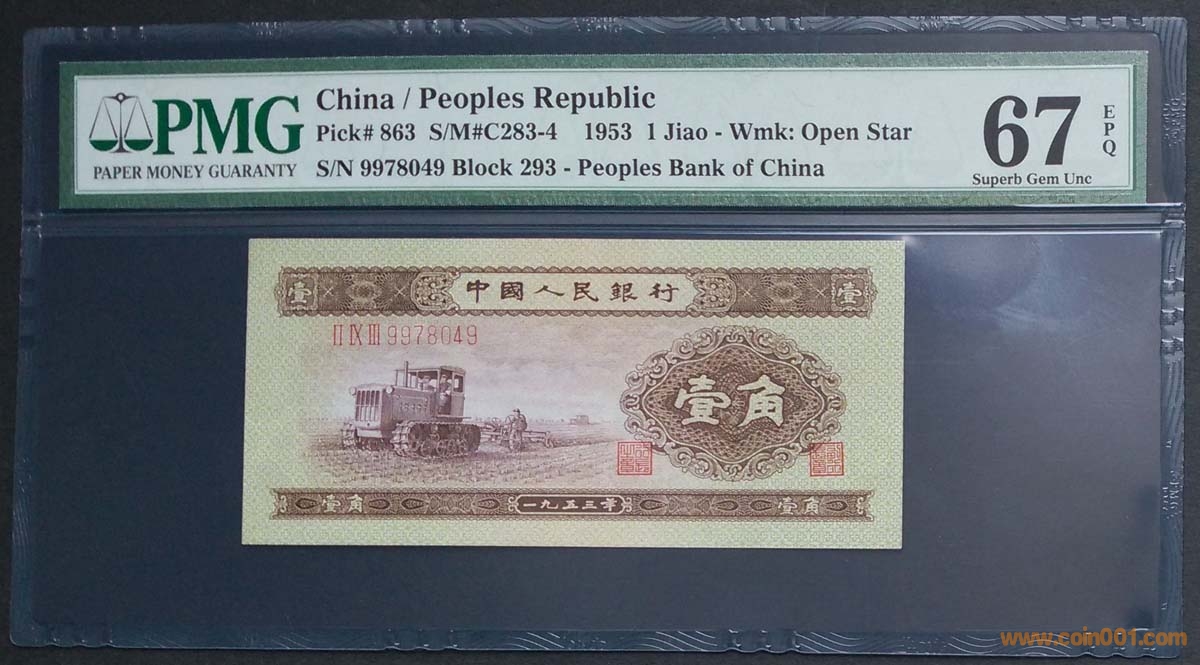 PMG
PAPER MONEY GUARANTY
China / Peoples Republic
Pick# 863 S/M#C283-4 1953 1 Jiao - Wmk: Open Star
S/N 9978049 Block 293 - Peoples Bank of China
67
EPQ
Superb Gem Unc
壹 中國人民銀行 壹
II IX III 9978049
壹角
壹角 一九五三年 壹角
www.coin001.com